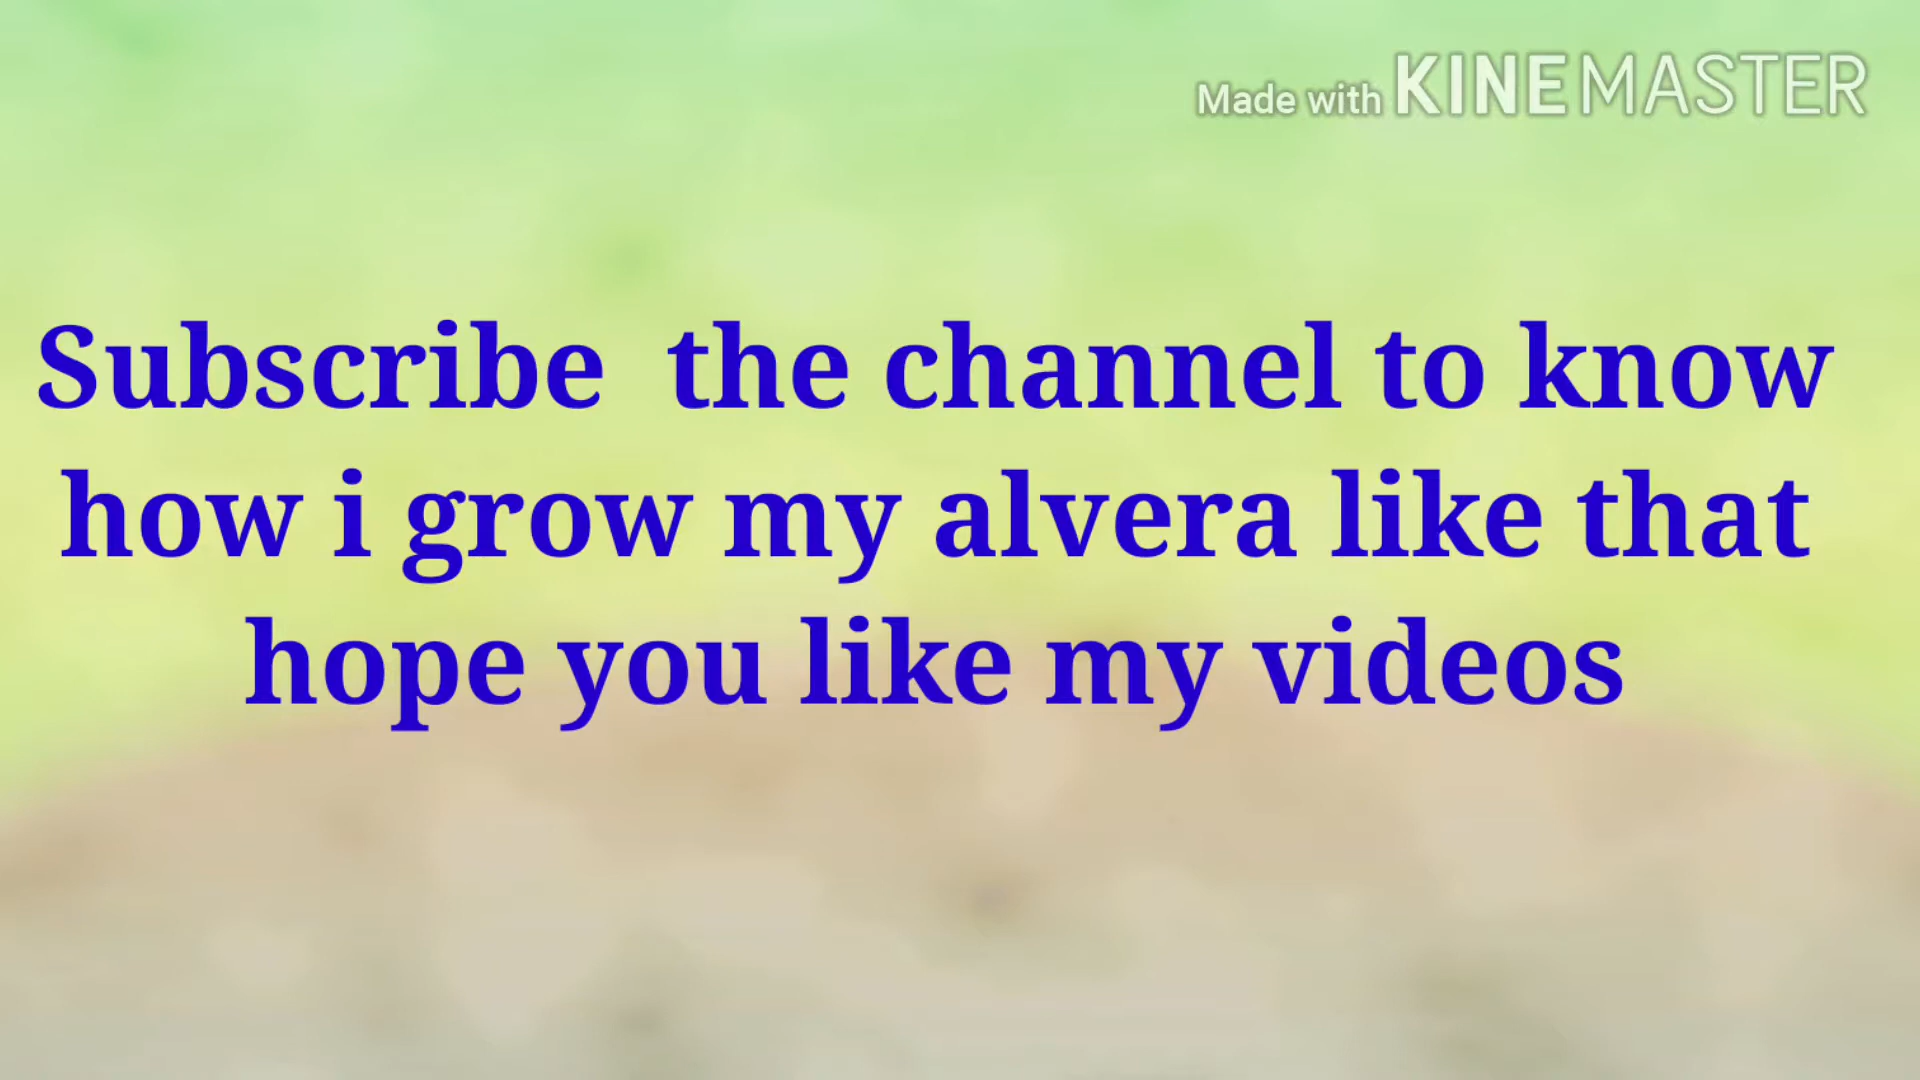 Made with KINEMASTER
Subscribe  the channel to know
how i grow my alvera like that
hope you like my videos